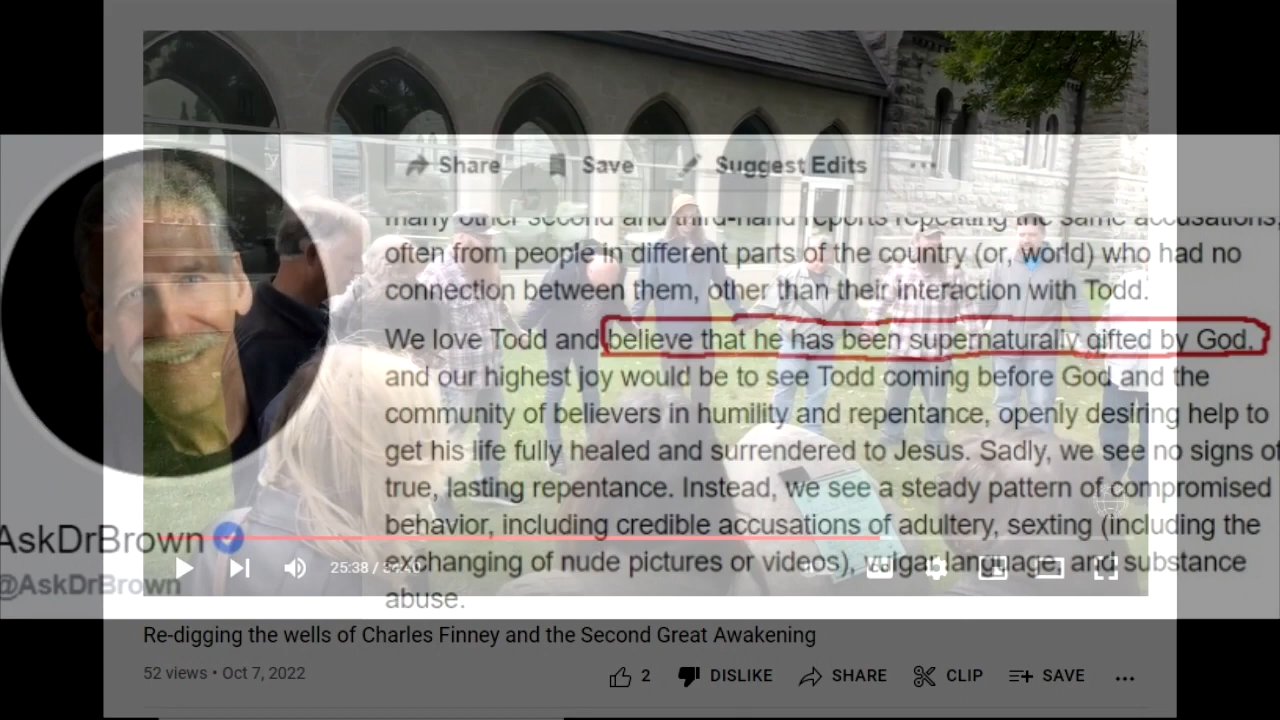 Share Save Suggest Edits ...
many other second and third-hand reports repeating the same accusations,
often from people in different parts of the country (or, world) who had no
connection between them, other than their interaction with Todd.
We love Todd and believe that he has been supernaturally gifted by God,
and our highest joy would be to see Todd coming before God and the
community of believers in humility and repentance, openly desiring help to
get his life fully healed and surrendered to Jesus. Sadly, we see no signs of
true, lasting repentance. Instead, we see a steady pattern of compromised
behavior, including credible accusations of adultery, sexting (including the
exchanging of nude pictures or videos), vulgar language, and substance
abuse.
AskDrBrown
@AskDrBrown
25:38 /
Re-digging the wells of Charles Finney and the Second Great Awakening
52 views • Oct 7, 2022
2 DISLIKE SHARE CLIP SAVE ...